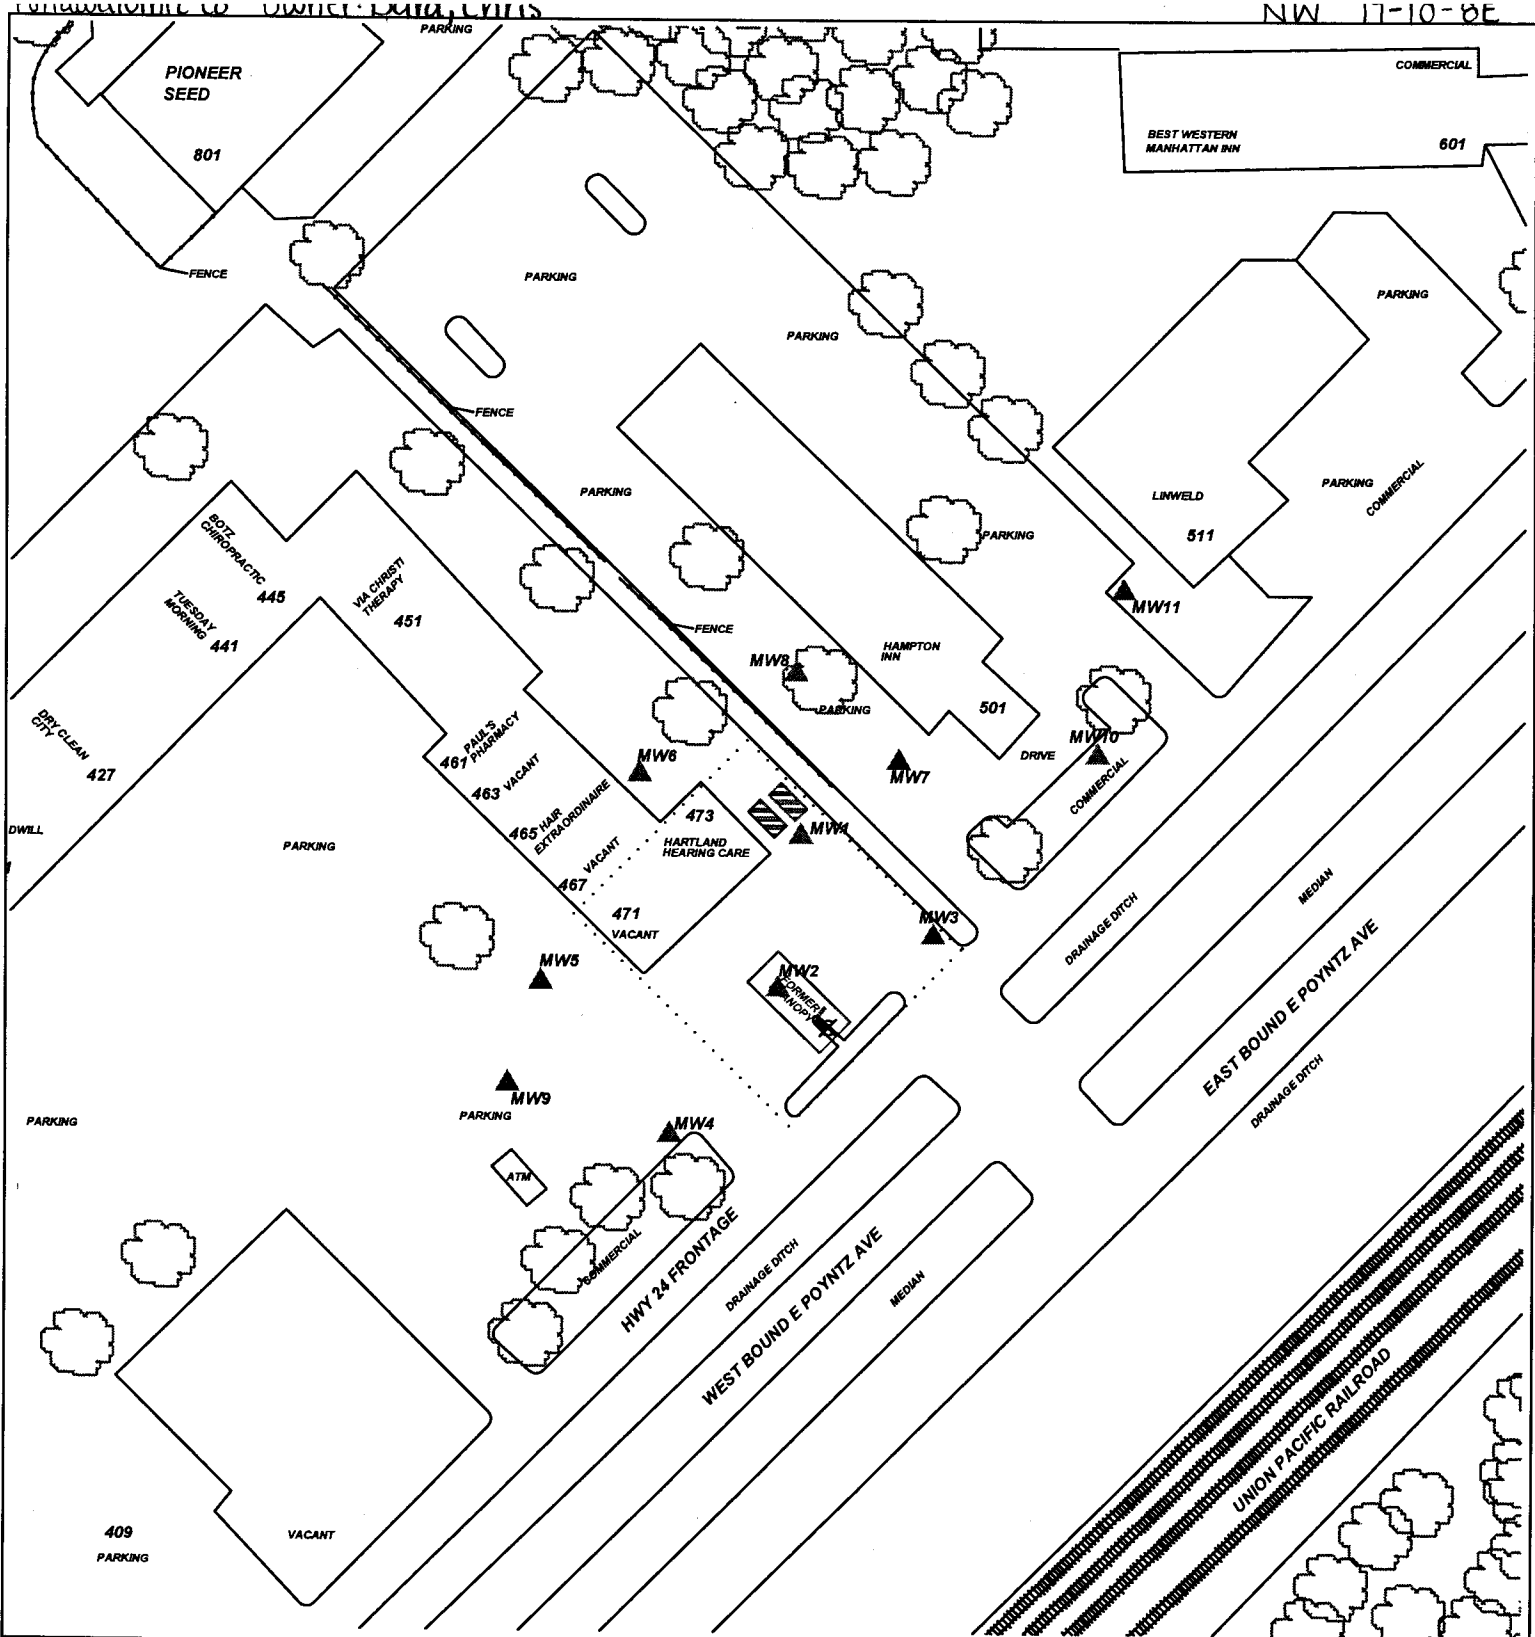 Owner: Bard, Chris
NW 17-10-8E
PARKING
PIONEER
SEED
801
COMMERCIAL
BEST WESTERN
MANHATTAN INN
601
FENCE
PARKING
PARKING
PARKING
FENCE
PARKING
LINWELD
511
PARKING
COMMERCIAL
PARKING
BOTZ
CHIROPRACTIC
445
TUESDAY
MORNING
441
VIA CHRISTI
THERAPY
451
FENCE
MW11
MW8
HAMPTON
INN
PARKING
501
DRY CLEAN
CITY
427
PAUL'S
PHARMACY
461
463
VACANT
MW6
MW7
DRIVE
MW10
COMMERCIAL
465
HAIR
EXTRAORDINAIRE
473
HARTLAND
HEARING CARE
MW1
DWILL
PARKING
467
VACANT
471
VACANT
MW3
MW5
MW2
FORMER
CANOPY
DRAINAGE DITCH
MEDIAN
EAST BOUND E POYNTZ AVE
DRAINAGE DITCH
MW9
PARKING
PARKING
MW4
ATM
COMMERCIAL
HWY 24 FRONTAGE
DRAINAGE DITCH
WEST BOUND E POYNTZ AVE
MEDIAN
UNION PACIFIC RAILROAD
409
PARKING
VACANT